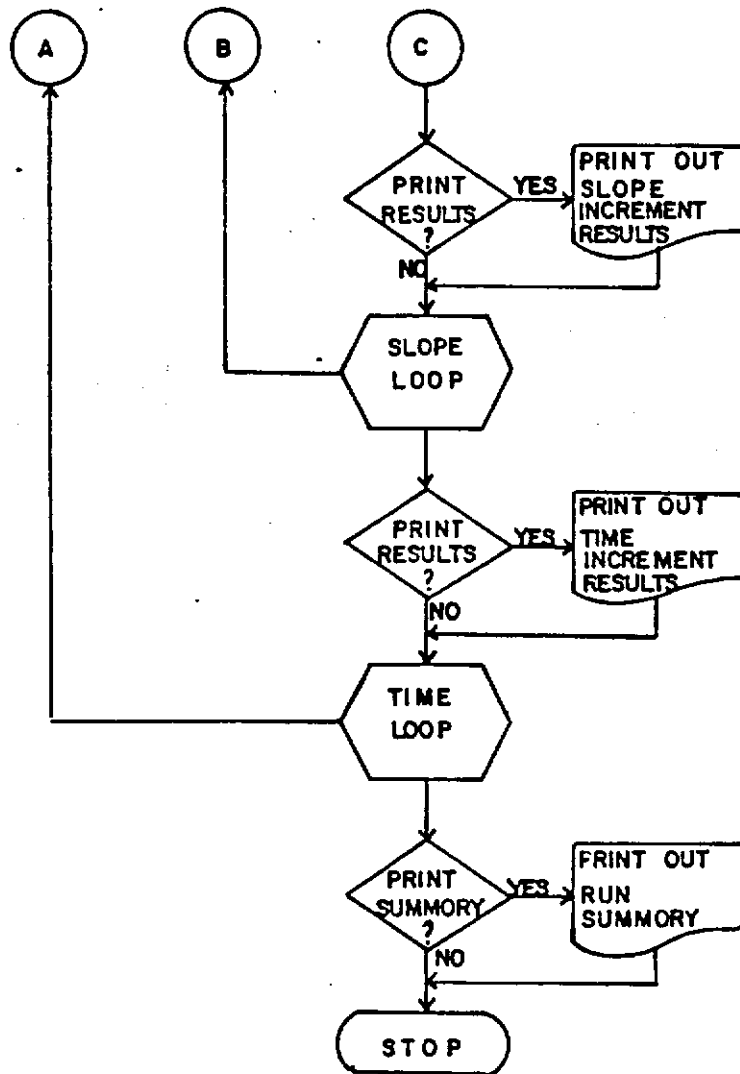 A
B
C
PRINT
RESULTS
?
YES
PRINT OUT
SLOPE
INCREMENT
RESULTS
NO
SLOPE
LOOP
PRINT
RESULTS
?
YES
PRINT OUT
TIME
INCREMENT
RESULTS
NO
TIME
LOOP
PRINT
SUMMORY
?
YES
PRINT OUT
RUN
SUMMORY
NO
STOP